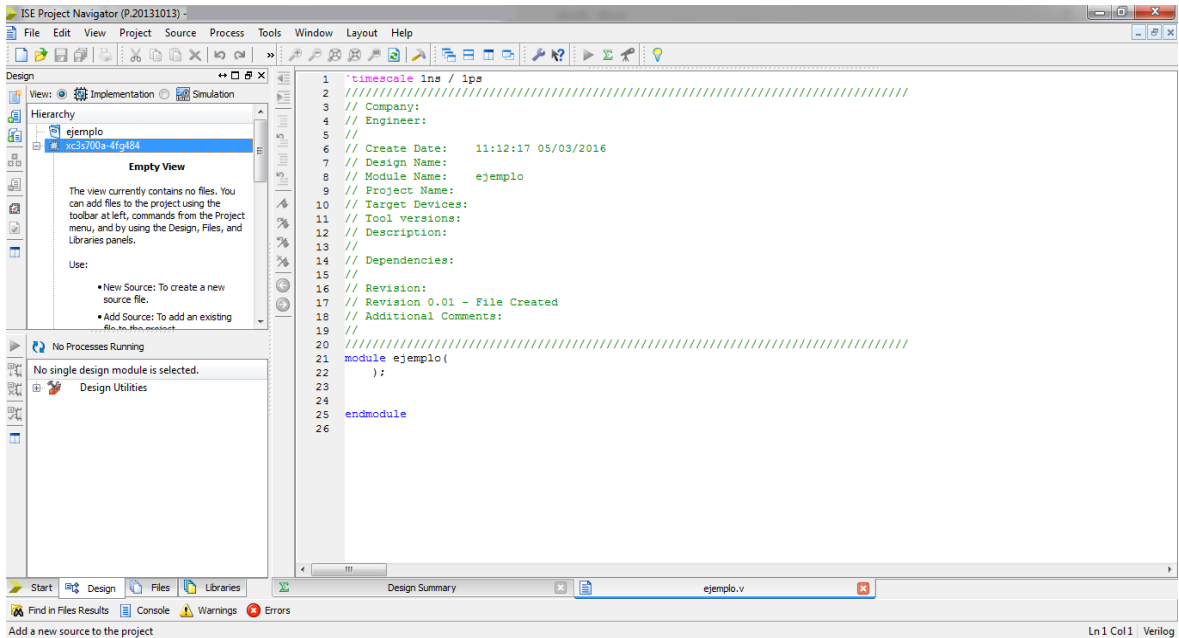 ISE Project Navigator (P.20131013) -
File Edit View Project Source Process Tools Window Layout Help
Design
View: Implementation Simulation
Hierarchy
ejemplo
xc3s700a-4fg484
Empty View
The view currently contains no files. You
can add files to the project using the
toolbar at left, commands from the Project
menu, and by using the Design, Files, and
Libraries panels.
Use:
• New Source: To create a new
source file.
• Add Source: To add an existing
file to the project
No Processes Running
No single design module is selected.
Design Utilities
1 `timescale 1ns / 1ps
2 //////////////////////////////////////////////////////////////////////////////////
3 // Company:
4 // Engineer:
5 //
6 // Create Date: 11:12:17 05/03/2016
7 // Design Name:
8 // Module Name: ejemplo
9 // Project Name:
10 // Target Devices:
11 // Tool versions:
12 // Description:
13 //
14 // Dependencies:
15 //
16 // Revision:
17 // Revision 0.01 - File Created
18 // Additional Comments:
19 //
20 //////////////////////////////////////////////////////////////////////////////////
21 module ejemplo(
22 );
23
24
25 endmodule
26
Start Design Files Libraries
Design Summary
ejemplo.v
Find in Files Results Console Warnings Errors
Add a new source to the project
Ln 1 Col 1 Verilog